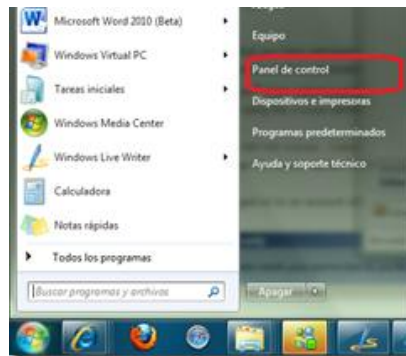 Microsoft Word 2010 (Beta)
Windows Virtual PC
Tareas iniciales
Windows Media Center
Windows Live Writer
Calculadora
Notas rápidas
Todos los programas
Buscar programas y archivos
Equipo
Panel de control
Dispositivos e impresoras
Programas predeterminados
Ayuda y soporte técnico
Apagar